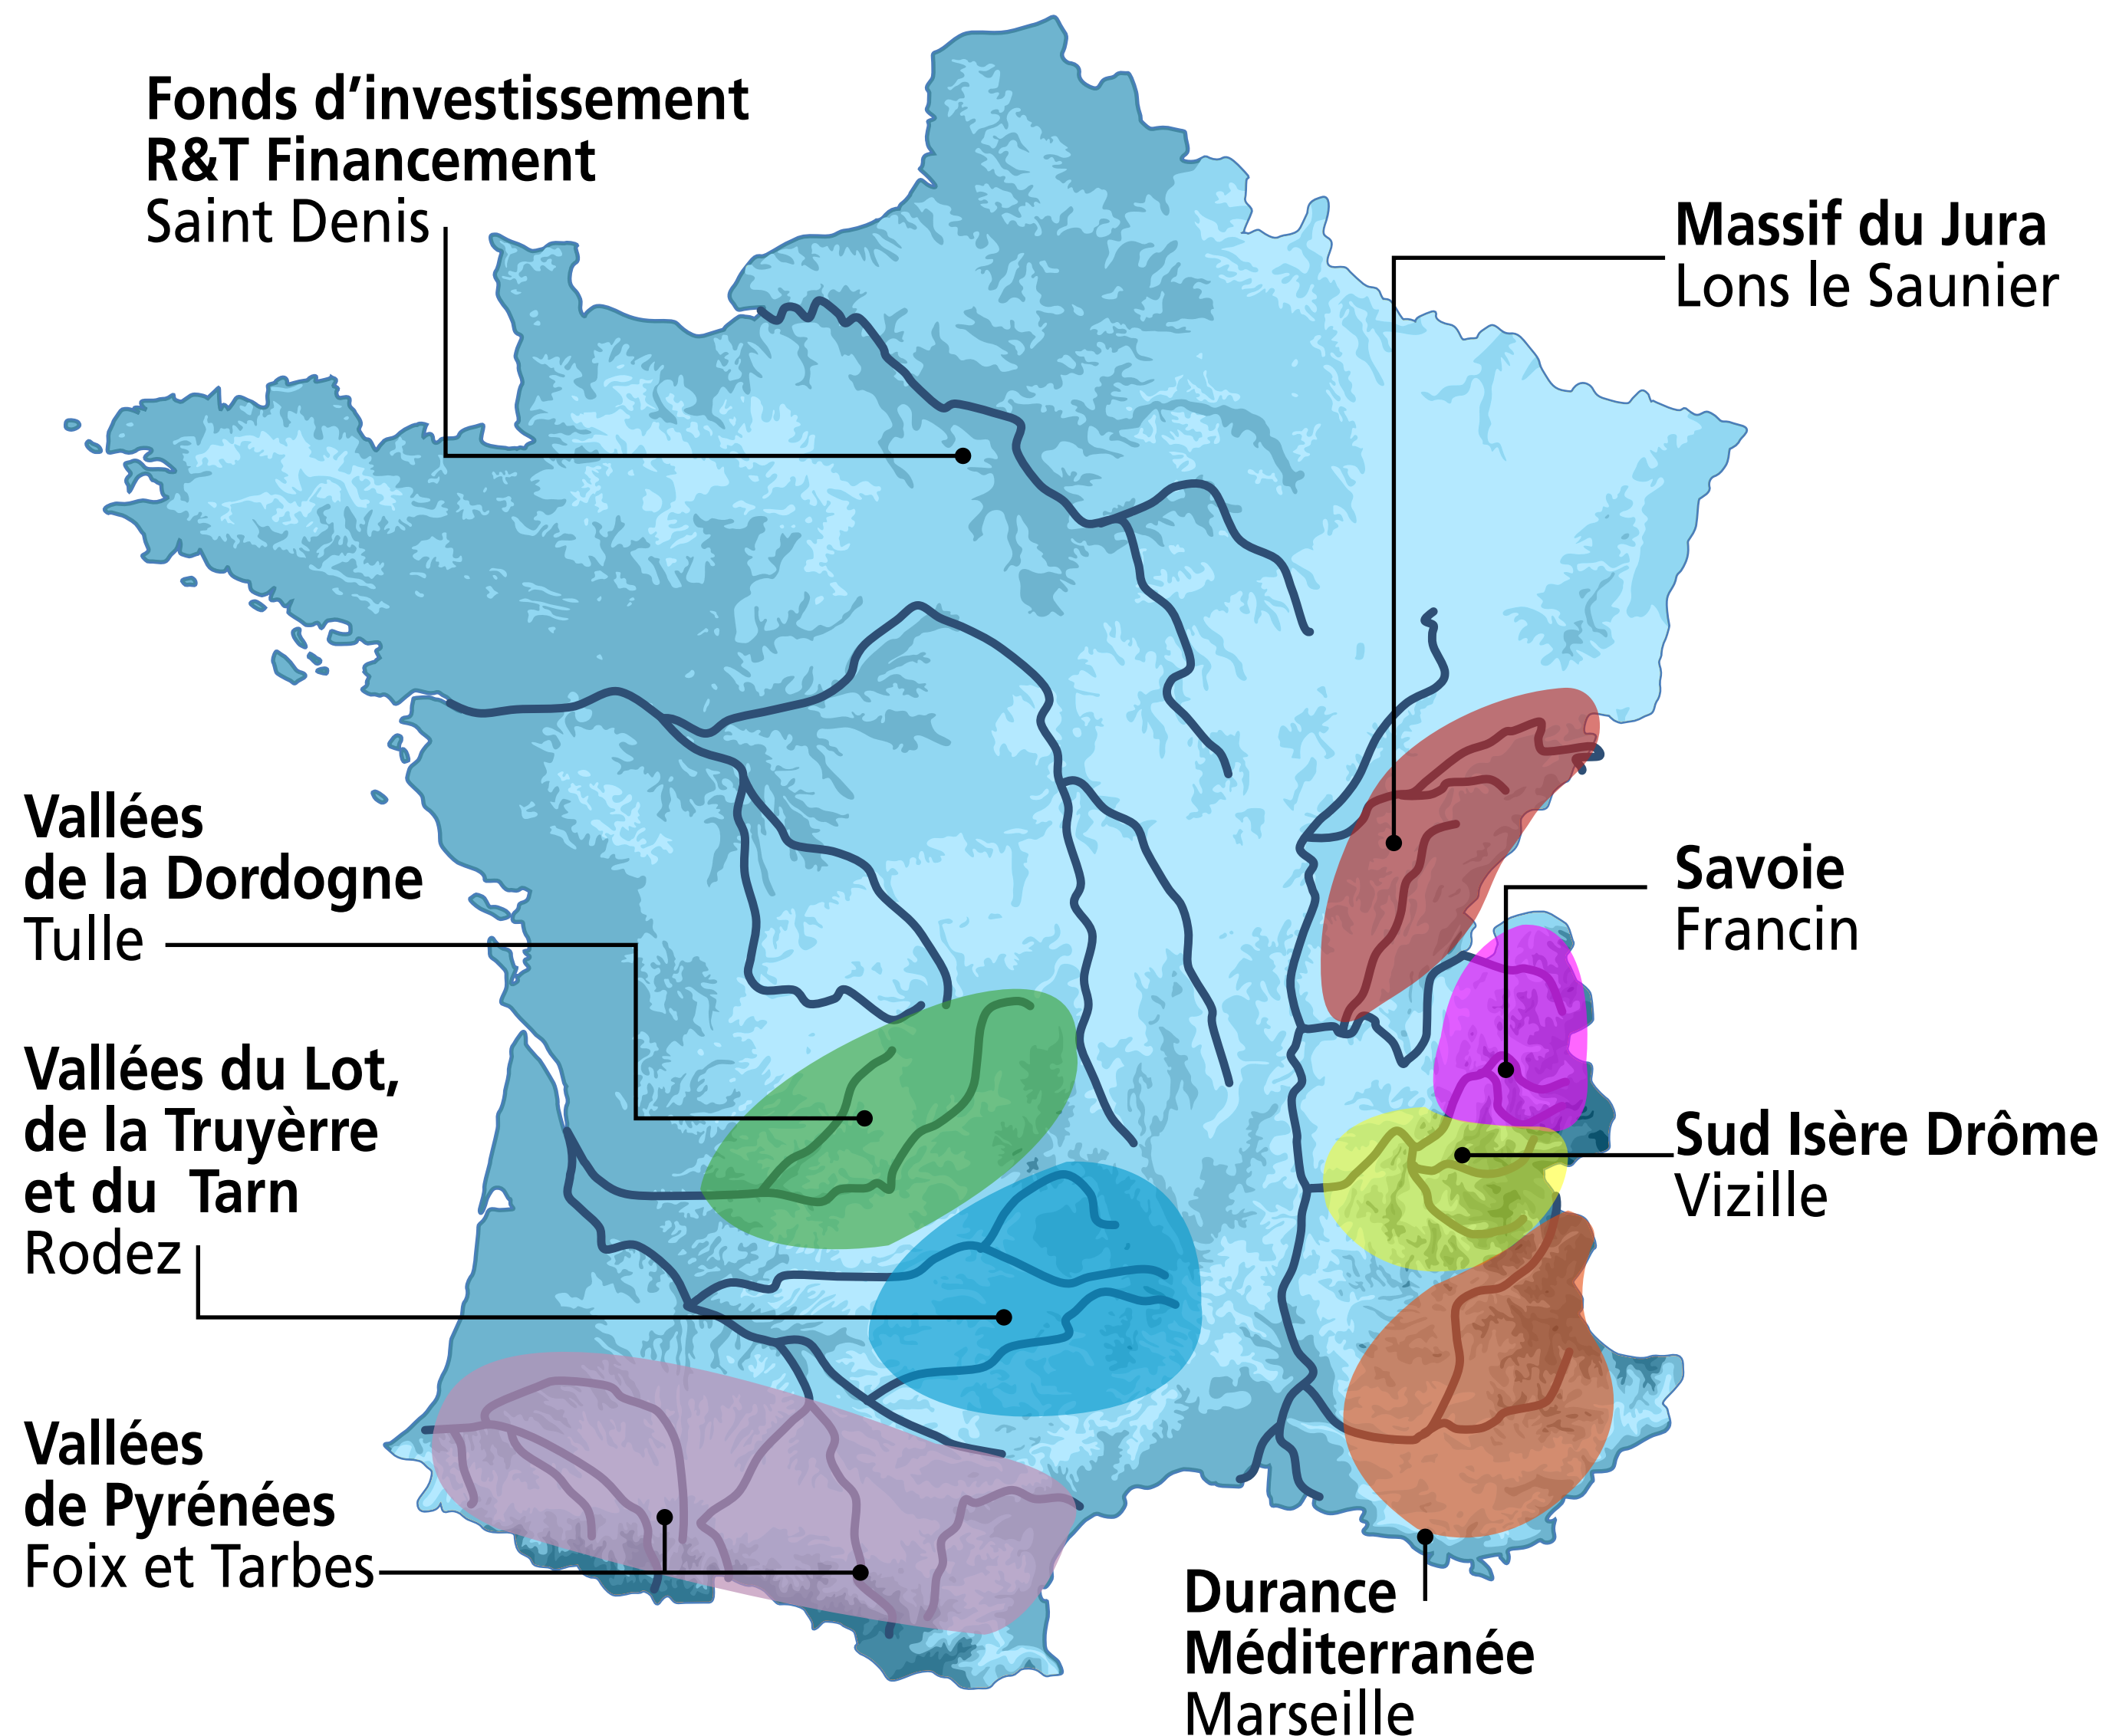 Fonds d’investissement
R&T Financement
Saint Denis
Massif du Jura
Lons le Saunier
Vallées
de la Dordogne
Tulle
Savoie
Francin
Vallées du Lot,
de la Truyèrre
et du  Tarn
Rodez
Sud Isère Drôme
Vizille
Vallées
de Pyrénées
Foix et Tarbes
Durance
Méditerranée
Marseille